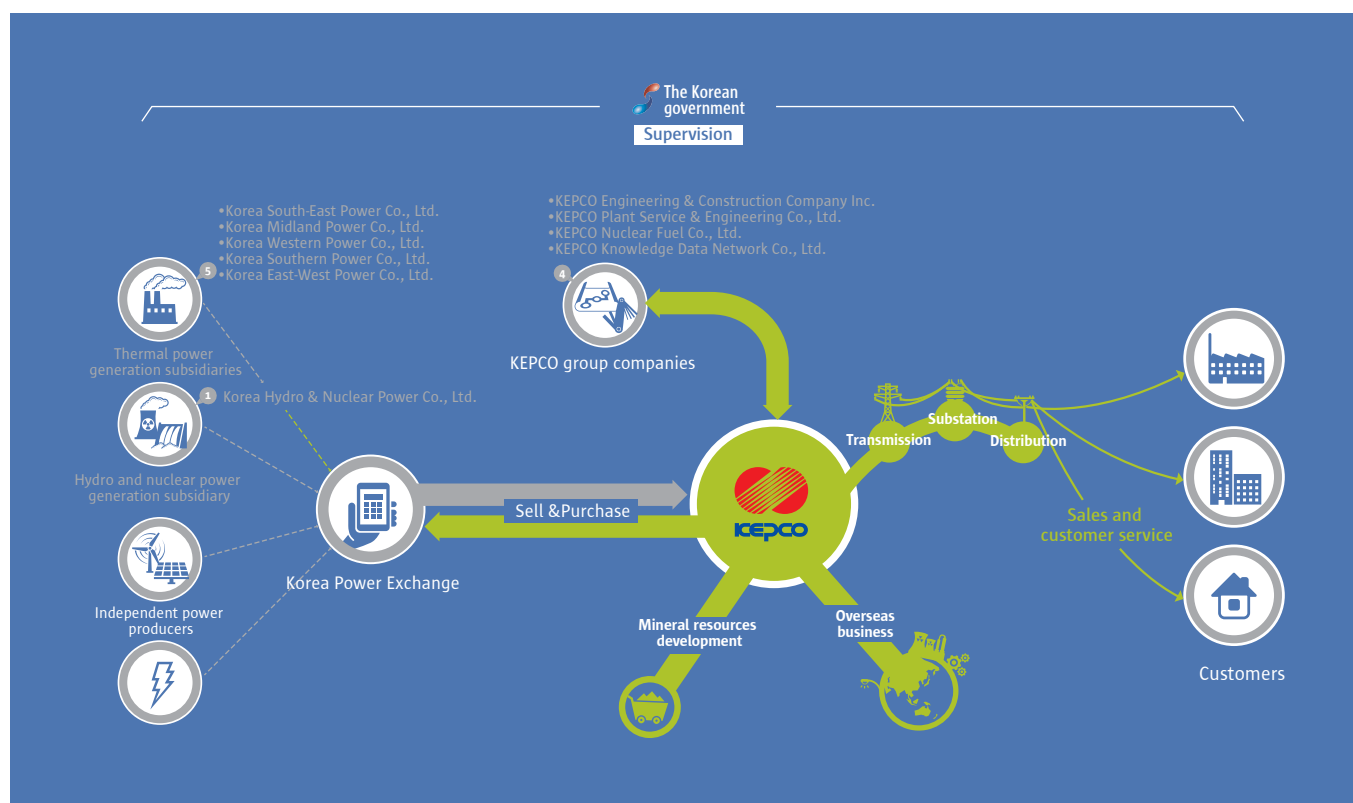 The Korean
government
Supervision
•Korea South-East Power Co., Ltd.
•Korea Midland Power Co., Ltd.
•Korea Western Power Co., Ltd.
•Korea Southern Power Co., Ltd.
•Korea East-West Power Co., Ltd.
5
Thermal power
generation subsidiaries
1
Korea Hydro & Nuclear Power Co., Ltd.
Hydro and nuclear power
generation subsidiary
Independent power
producers
Korea Power Exchange
•KEPCO Engineering & Construction Company Inc.
•KEPCO Plant Service & Engineering Co., Ltd.
•KEPCO Nuclear Fuel Co., Ltd.
•KEPCO Knowledge Data Network Co., Ltd.
4
KEPCO group companies
Sell &Purchase
KEPCO
Transmission
Substation
Distribution
Sales and
customer service
Mineral resources
development
Overseas
business
Customers